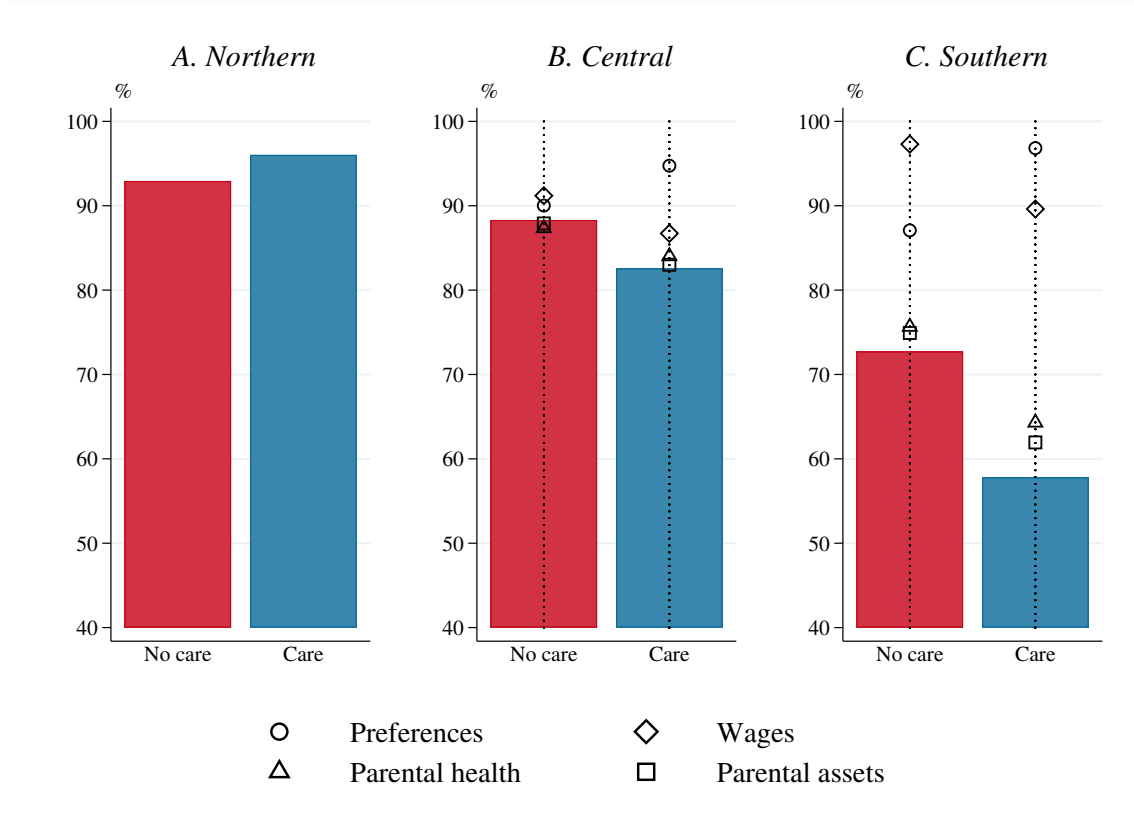 A. Northern
B. Central
C. Southern
%
%
%
100
90
80
70
60
50
40
100
90
80
70
60
50
40
100
90
80
70
60
50
40
No care
Care
No care
Care
No care
Care
Preferences
Wages
Parental health
Parental assets